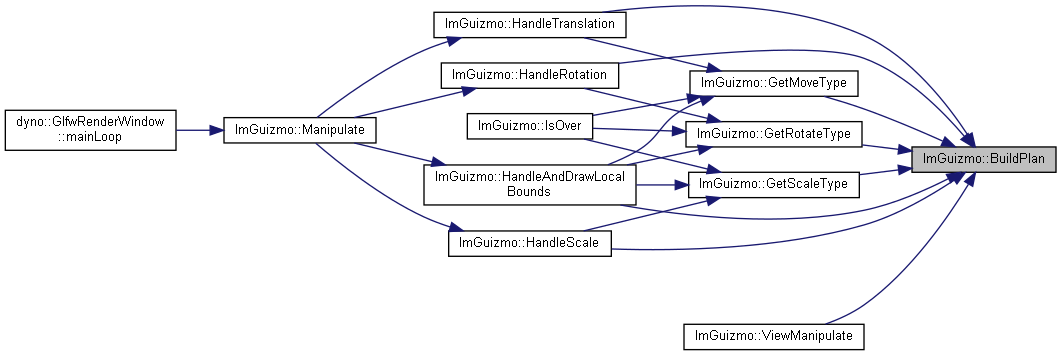 ImGuizmo::HandleTranslation
ImGuizmo::HandleRotation
ImGuizmo::GetMoveType
dyno::GlfwRenderWindow
::mainLoop
ImGuizmo::Manipulate
ImGuizmo::IsOver
ImGuizmo::GetRotateType
ImGuizmo::BuildPlan
ImGuizmo::HandleAndDrawLocal
Bounds
ImGuizmo::GetScaleType
ImGuizmo::HandleScale
ImGuizmo::ViewManipulate